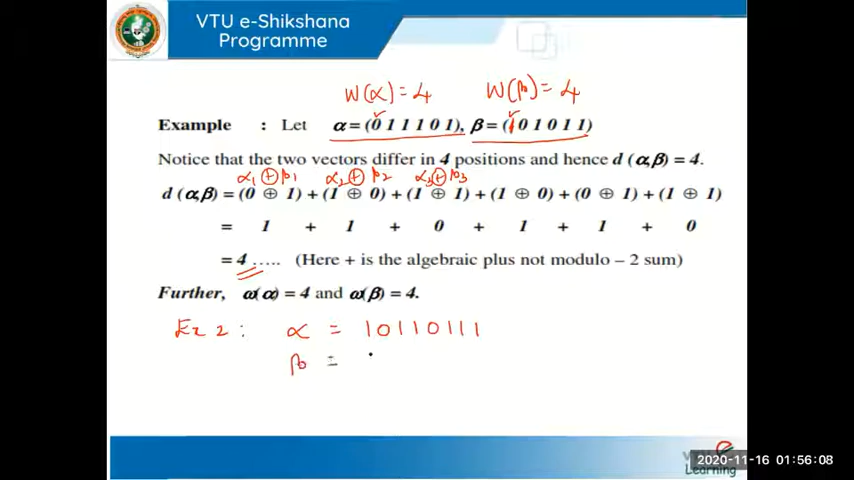 VTU e-Shikshana
Programme
W(α) = 4 W(β) = 4
Example : Let α = (0 1 1 1 0 1), β = (1 0 1 0 1 1)
Notice that the two vectors differ in 4 positions and hence d (α,β) = 4.
α1 ⊕ β1 α2 ⊕ β2 α3 ⊕ β3
d (α,β) = (0 ⊕ 1) + (1 ⊕ 0) + (1 ⊕ 1) + (1 ⊕ 0) + (0 ⊕ 1) + (1 ⊕ 1)
= 1 + 1 + 0 + 1 + 1 + 0
= 4 ….. (Here + is the algebraic plus not modulo – 2 sum)
Further, ω(α) = 4 and ω(β) = 4.
Ex 2 : α = 10110111
β =
2020-11-16 01:56:08
Learning